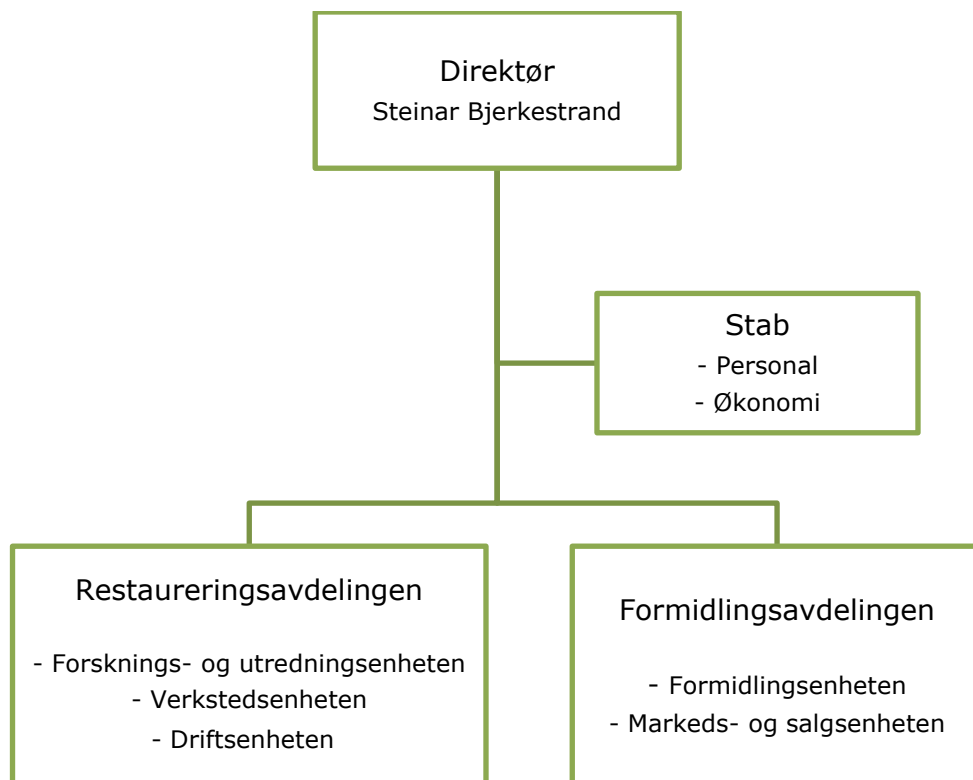 Direktør
Steinar Bjerkestrand
Stab
- Personal
- Økonomi
Restaureringsavdelingen
- Forsknings- og utredningsenheten
- Verkstedsenheten
- Driftsenheten
Formidlingsavdelingen
- Formidlingsenheten
- Markeds- og salgsenheten